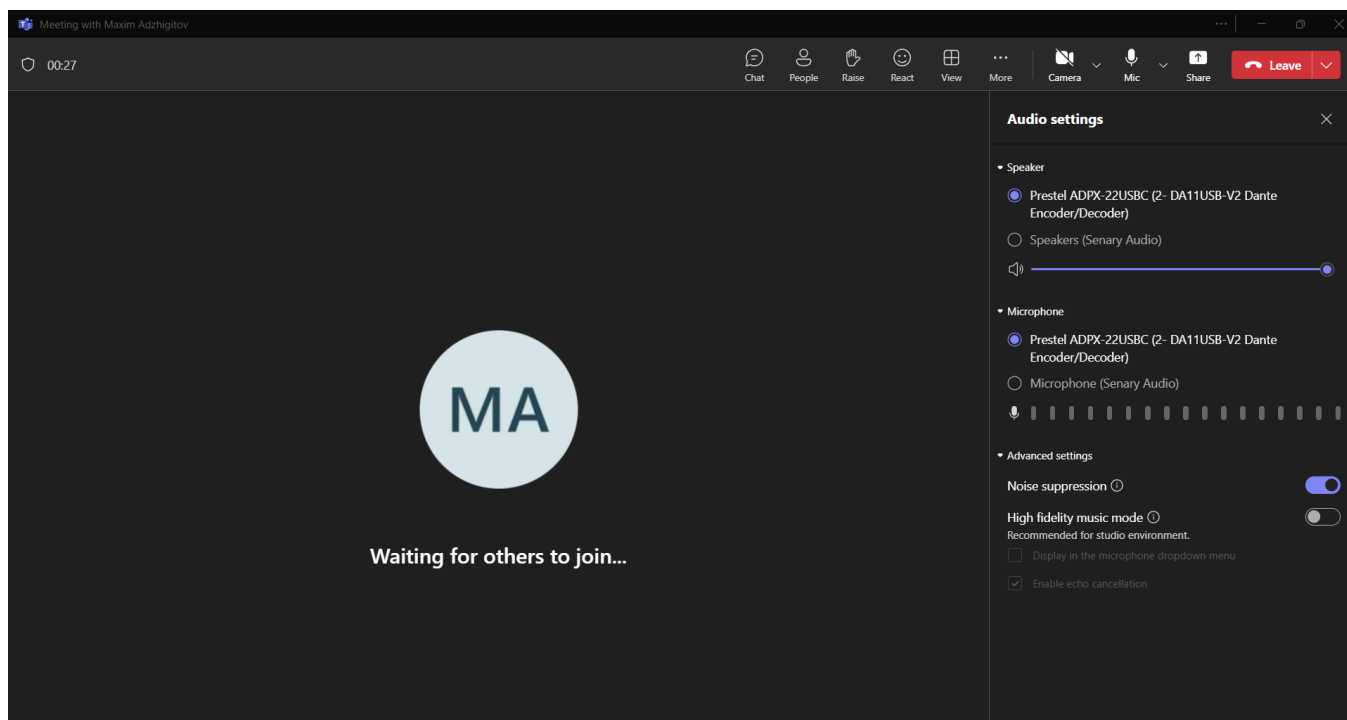 Meeting with Maxim Adzhigitov
00:27
Chat
People
Raise
React
View
More
Camera
Mic
Share
Leave
Audio settings
Speaker
Prestel ADPX-22USBC (2- DA11USB-V2 Dante
Encoder/Decoder)
Speakers (Senary Audio)
Microphone
Prestel ADPX-22USBC (2- DA11USB-V2 Dante
Encoder/Decoder)
Microphone (Senary Audio)
MA
Waiting for others to join...
Advanced settings
Noise suppression
High fidelity music mode
Recommended for studio environment.
Display in the microphone dropdown menu
Enable echo cancellation